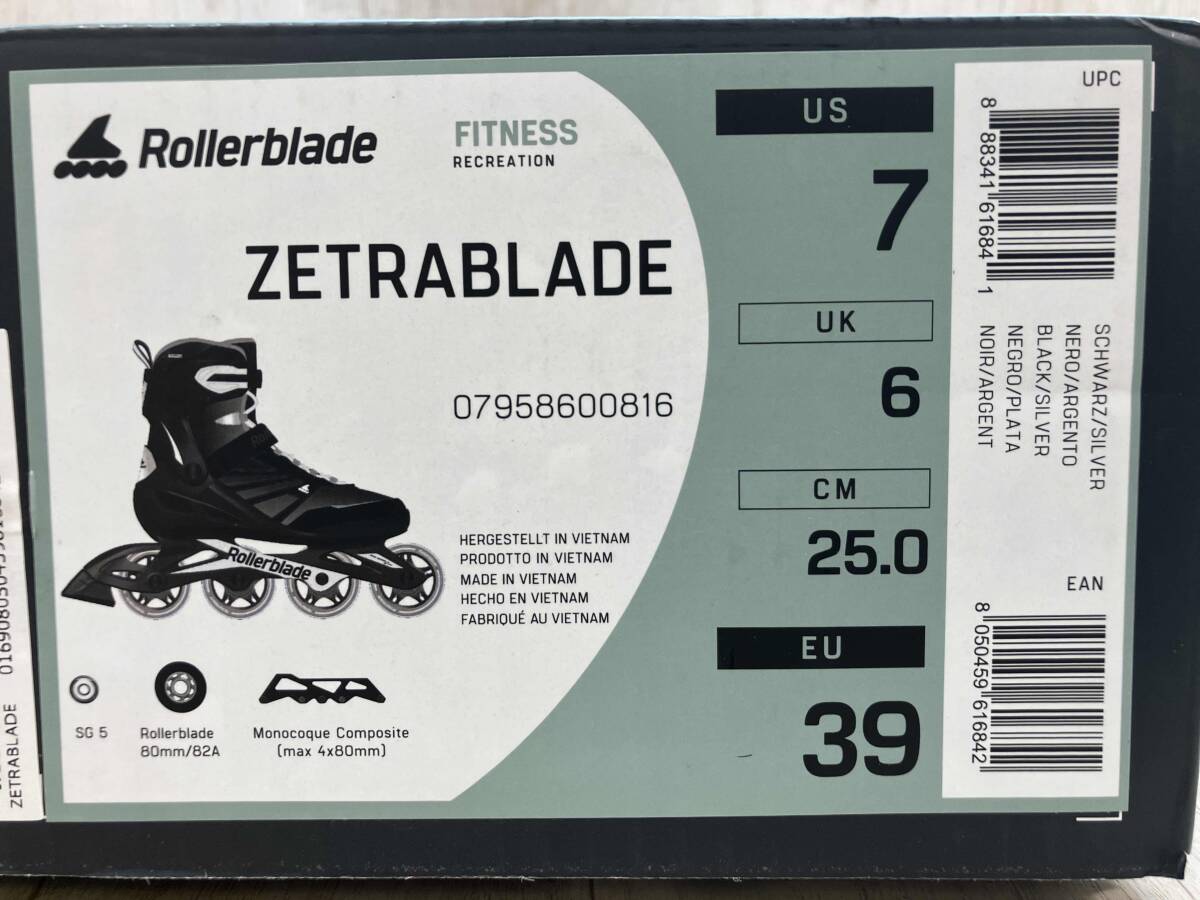 Rollerblade
FITNESS
RECREATION
ZETRABLADE
07958600816
Rollerblade
HERGESTELLT IN VIETNAM
PRODOTTO IN VIETNAM
MADE IN VIETNAM
HECHO EN VIETNAM
FABRIQUÉ AU VIETNAM
SG 5
Rollerblade
80mm/82A
Monocoque Composite
(max 4x80mm)
US
7
UK
6
CM
25.0
EU
39
UPC
8 88341 61684 1
SCHWARZ/SILVER
NERO/ARGENTO
BLACK/SILVER
NEGRO/PLATA
NOIR/ARGENT
EAN
8 050459 616842
ZETRABLADE